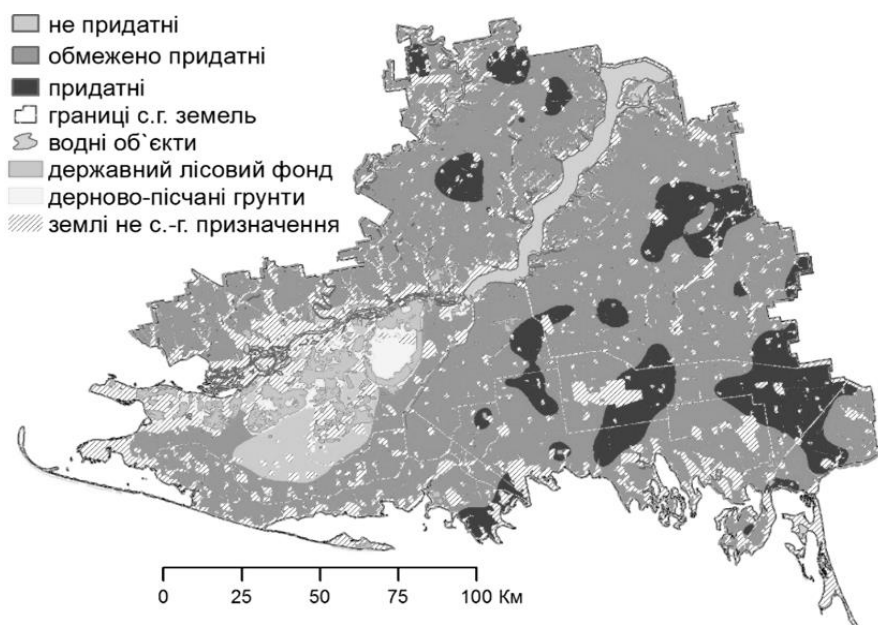 не придатні
обмежено придатні
придатні
границі с.г. земель
водні об`єкти
державний лісовий фонд
дерново-пісчані грунти
землі не с.-г. призначення
0 25 50 75 100 Км